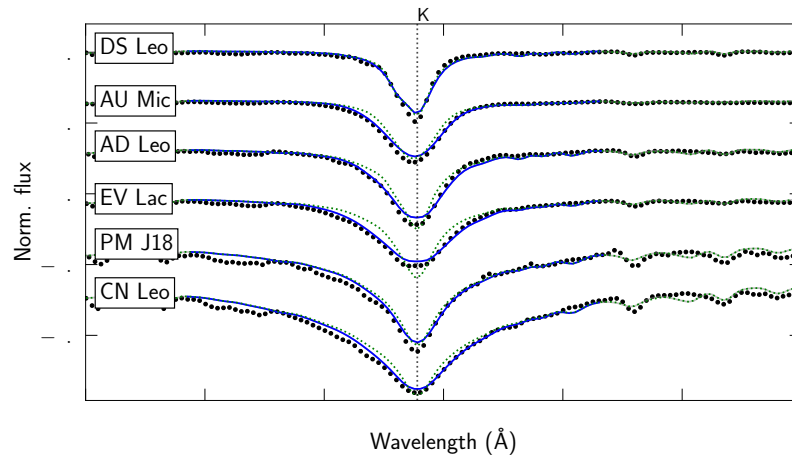 K
DS Leo
AU Mic
AD Leo
EV Lac
PM J18
CN Leo
Norm. flux
Wavelength (Å)